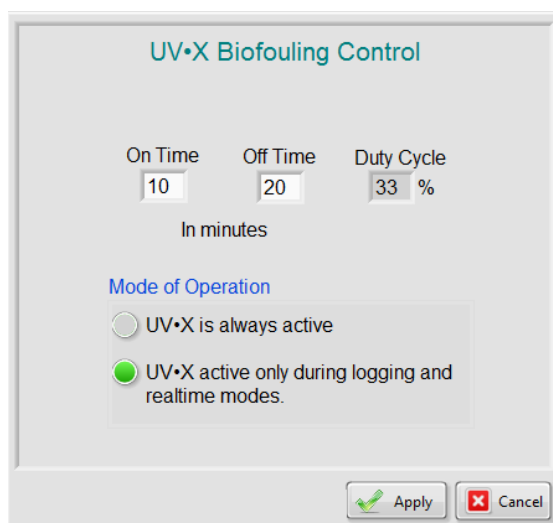 UV•X Biofouling Control
On Time Off Time Duty Cycle
10 20 33 %
In minutes
Mode of Operation
UV•X is always active
UV•X active only during logging and
realtime modes.
Apply Cancel